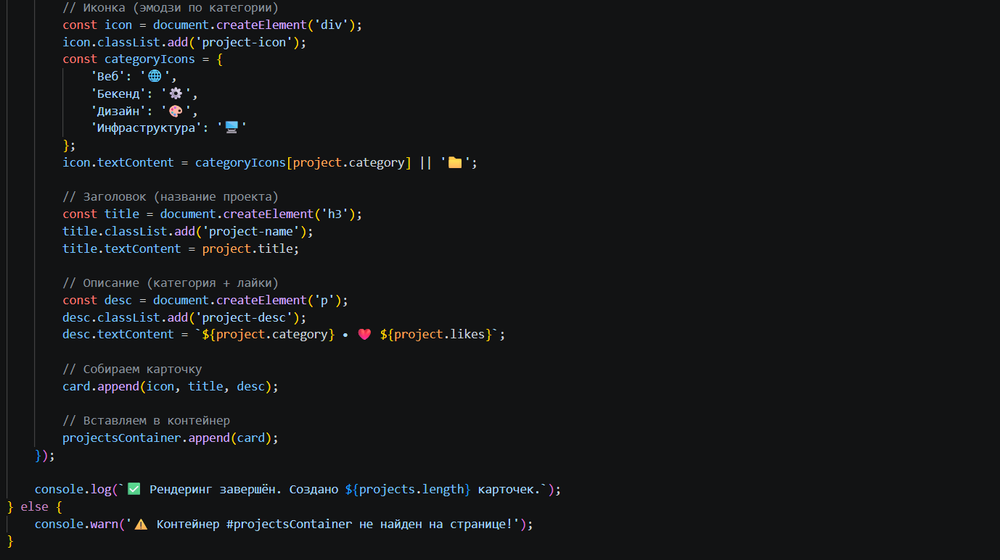 // Иконка (эмодзи по категории)
const icon = document.createElement('div');
icon.classList.add('project-icon');
const categoryIcons = {
'Веб': '🌐',
'Бекенд': '⚙️',
'Дизайн': '🎨',
'Инфраструктура': '🖥️'
};
icon.textContent = categoryIcons[project.category] || '📁';
// Заголовок (название проекта)
const title = document.createElement('h3');
title.classList.add('project-name');
title.textContent = project.title;
// Описание (категория + лайки)
const desc = document.createElement('p');
desc.classList.add('project-desc');
desc.textContent = `${project.category} • ❤️ ${project.likes}`;
// Собираем карточку
card.append(icon, title, desc);
// Вставляем в контейнер
projectsContainer.append(card);
});
console.log(`✅ Рендеринг завершён. Создано ${projects.length} карточек.`);
} else {
console.warn('⚠️ Контейнер #projectsContainer не найден на странице!');
}